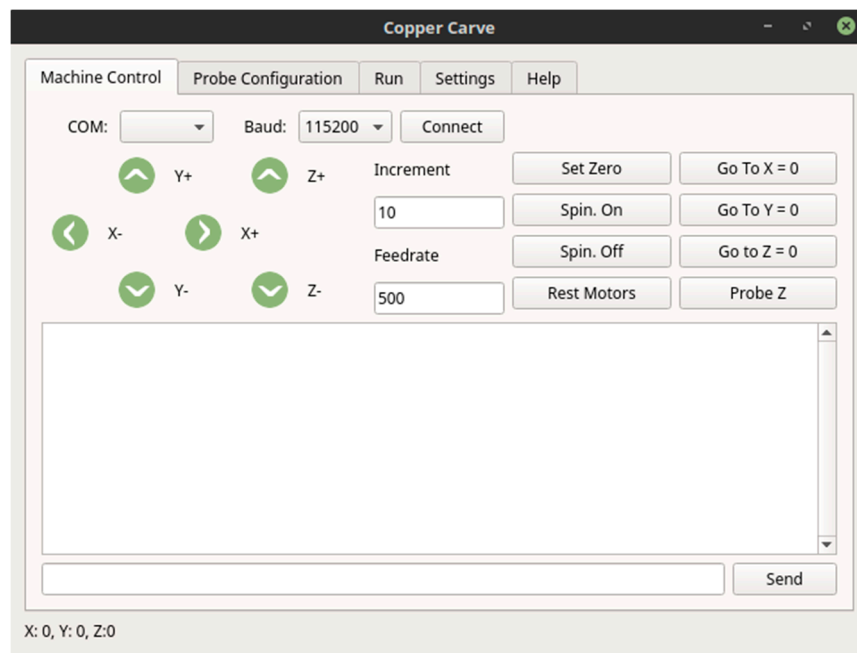 Copper Carve
Machine Control Probe Configuration Run Settings Help
COM: Baud: 115200 Connect
Y+ Z+ Increment Set Zero Go To X = 0
10 Spin. On Go To Y = 0
X- X+
Feedrate Spin. Off Go to Z = 0
Y- Z- 500 Rest Motors Probe Z
Send
X: 0, Y: 0, Z:0